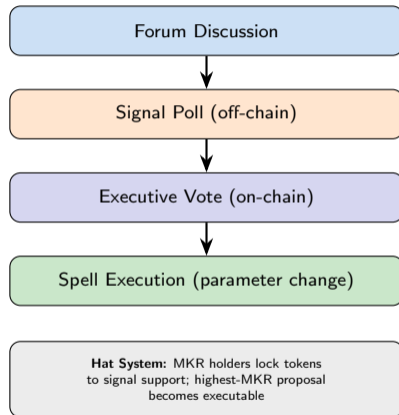 Forum Discussion
Signal Poll (off-chain)
Executive Vote (on-chain)
Spell Execution (parameter change)
Hat System: MKR holders lock tokens
to signal support; highest-MKR proposal
becomes executable